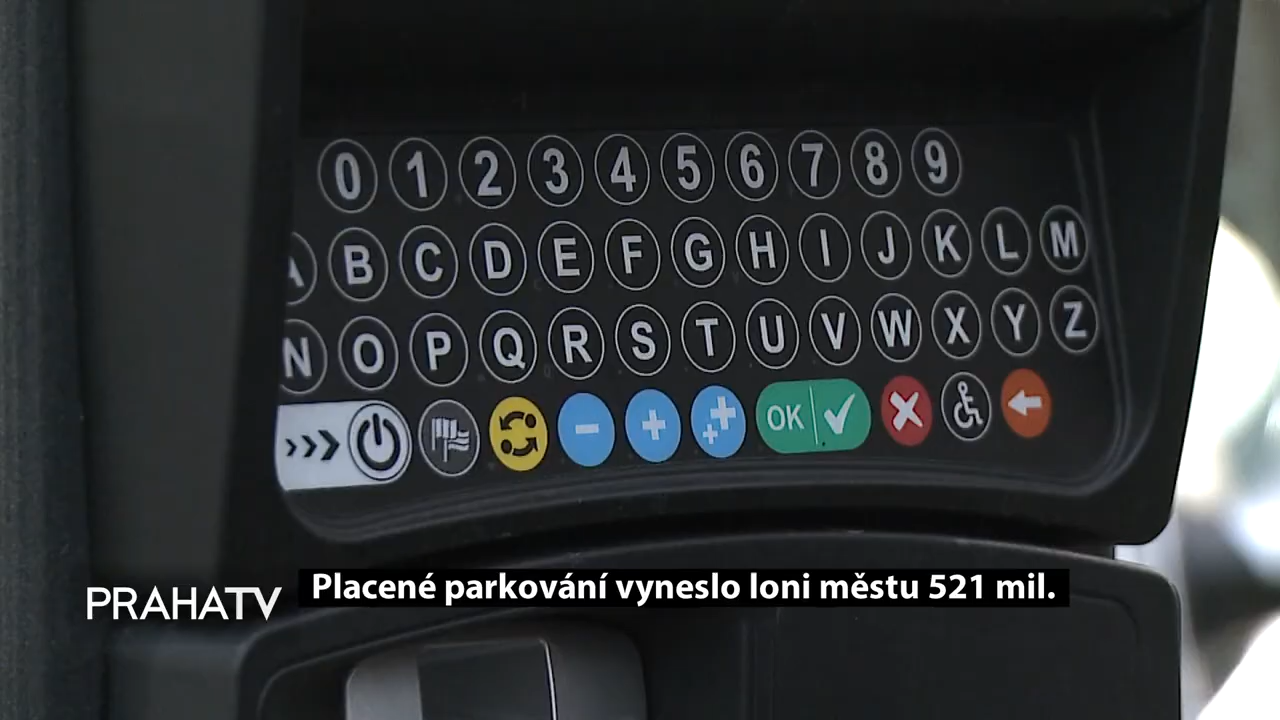 0 1 2 3 4 5 6 7 8 9
A B C D E F G H I J K L M
N O P Q R S T U V W X Y Z
>>> - + ++ OK
PRAHATV
Placené parkování vyneslo loni městu 521 mil.